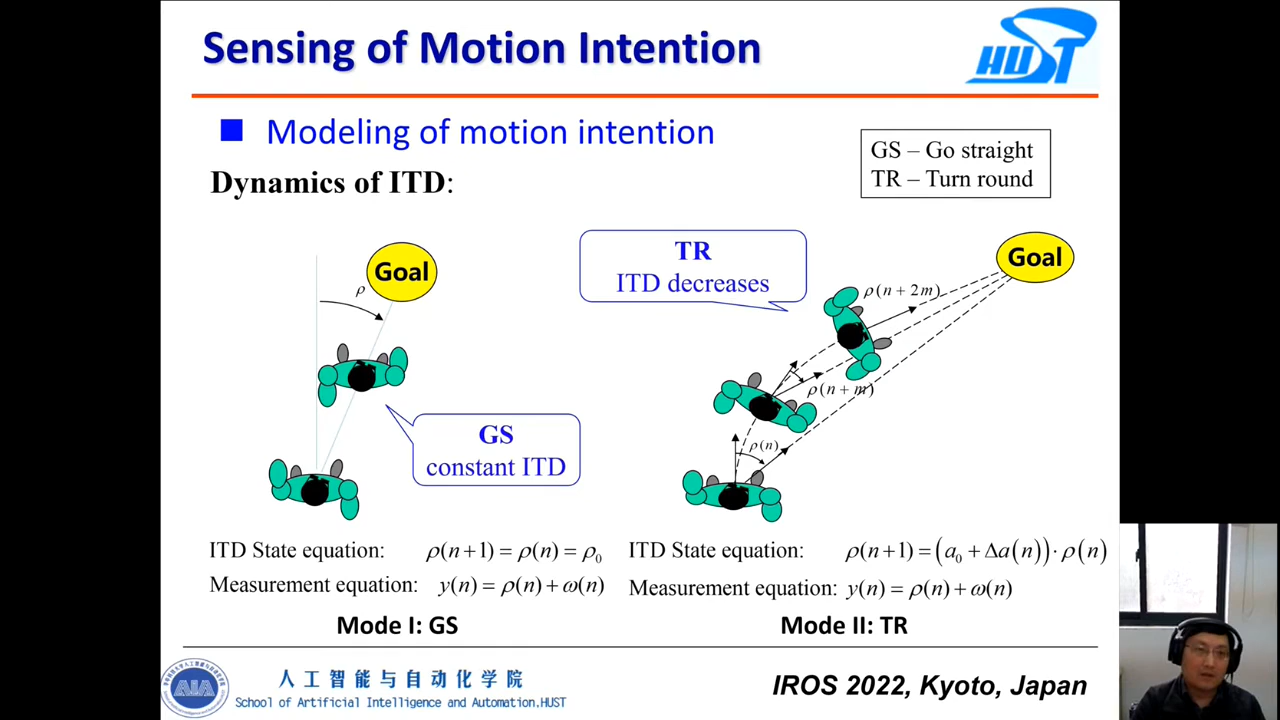 Sensing of Motion Intention
HUST
■ Modeling of motion intention
GS – Go straight
TR – Turn round
Dynamics of ITD:
Goal
ρ
GS
constant ITD
TR
ITD decreases
Goal
ρ(n + 2m)
ρ(n + m)
ρ(n)
ITD State equation: ρ(n+1) = ρ(n) = ρ₀
Measurement equation: y(n) = ρ(n) + ω(n)
Mode I: GS
ITD State equation: ρ(n+1) = (a₀ + Δa(n)) · ρ(n)
Measurement equation: y(n) = ρ(n) + ω(n)
Mode II: TR
AIA
人工智能与自动化学院
School of Artificial Intelligence and Automation.HUST
IROS 2022, Kyoto, Japan